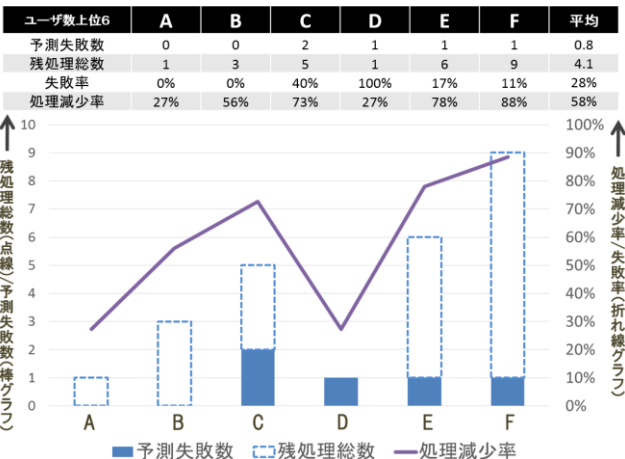 ユーザ数上位6 A B C D E F 平均
予測失敗数 0 0 2 1 1 1 0.8
残処理総数 1 3 5 1 6 9 4.1
失敗率 0% 0% 40% 100% 17% 11% 28%
処理減少率 27% 56% 73% 27% 78% 88% 58%
残処理総数(点線)/予測失敗数(棒グラフ)
10
9
8
7
6
5
4
3
2
1
0
100%
90%
80%
70%
60%
50%
40%
30%
20%
10%
0%
処理減少率/失敗率(折れ線グラフ)
A B C D E F
予測失敗数 残処理総数 処理減少率